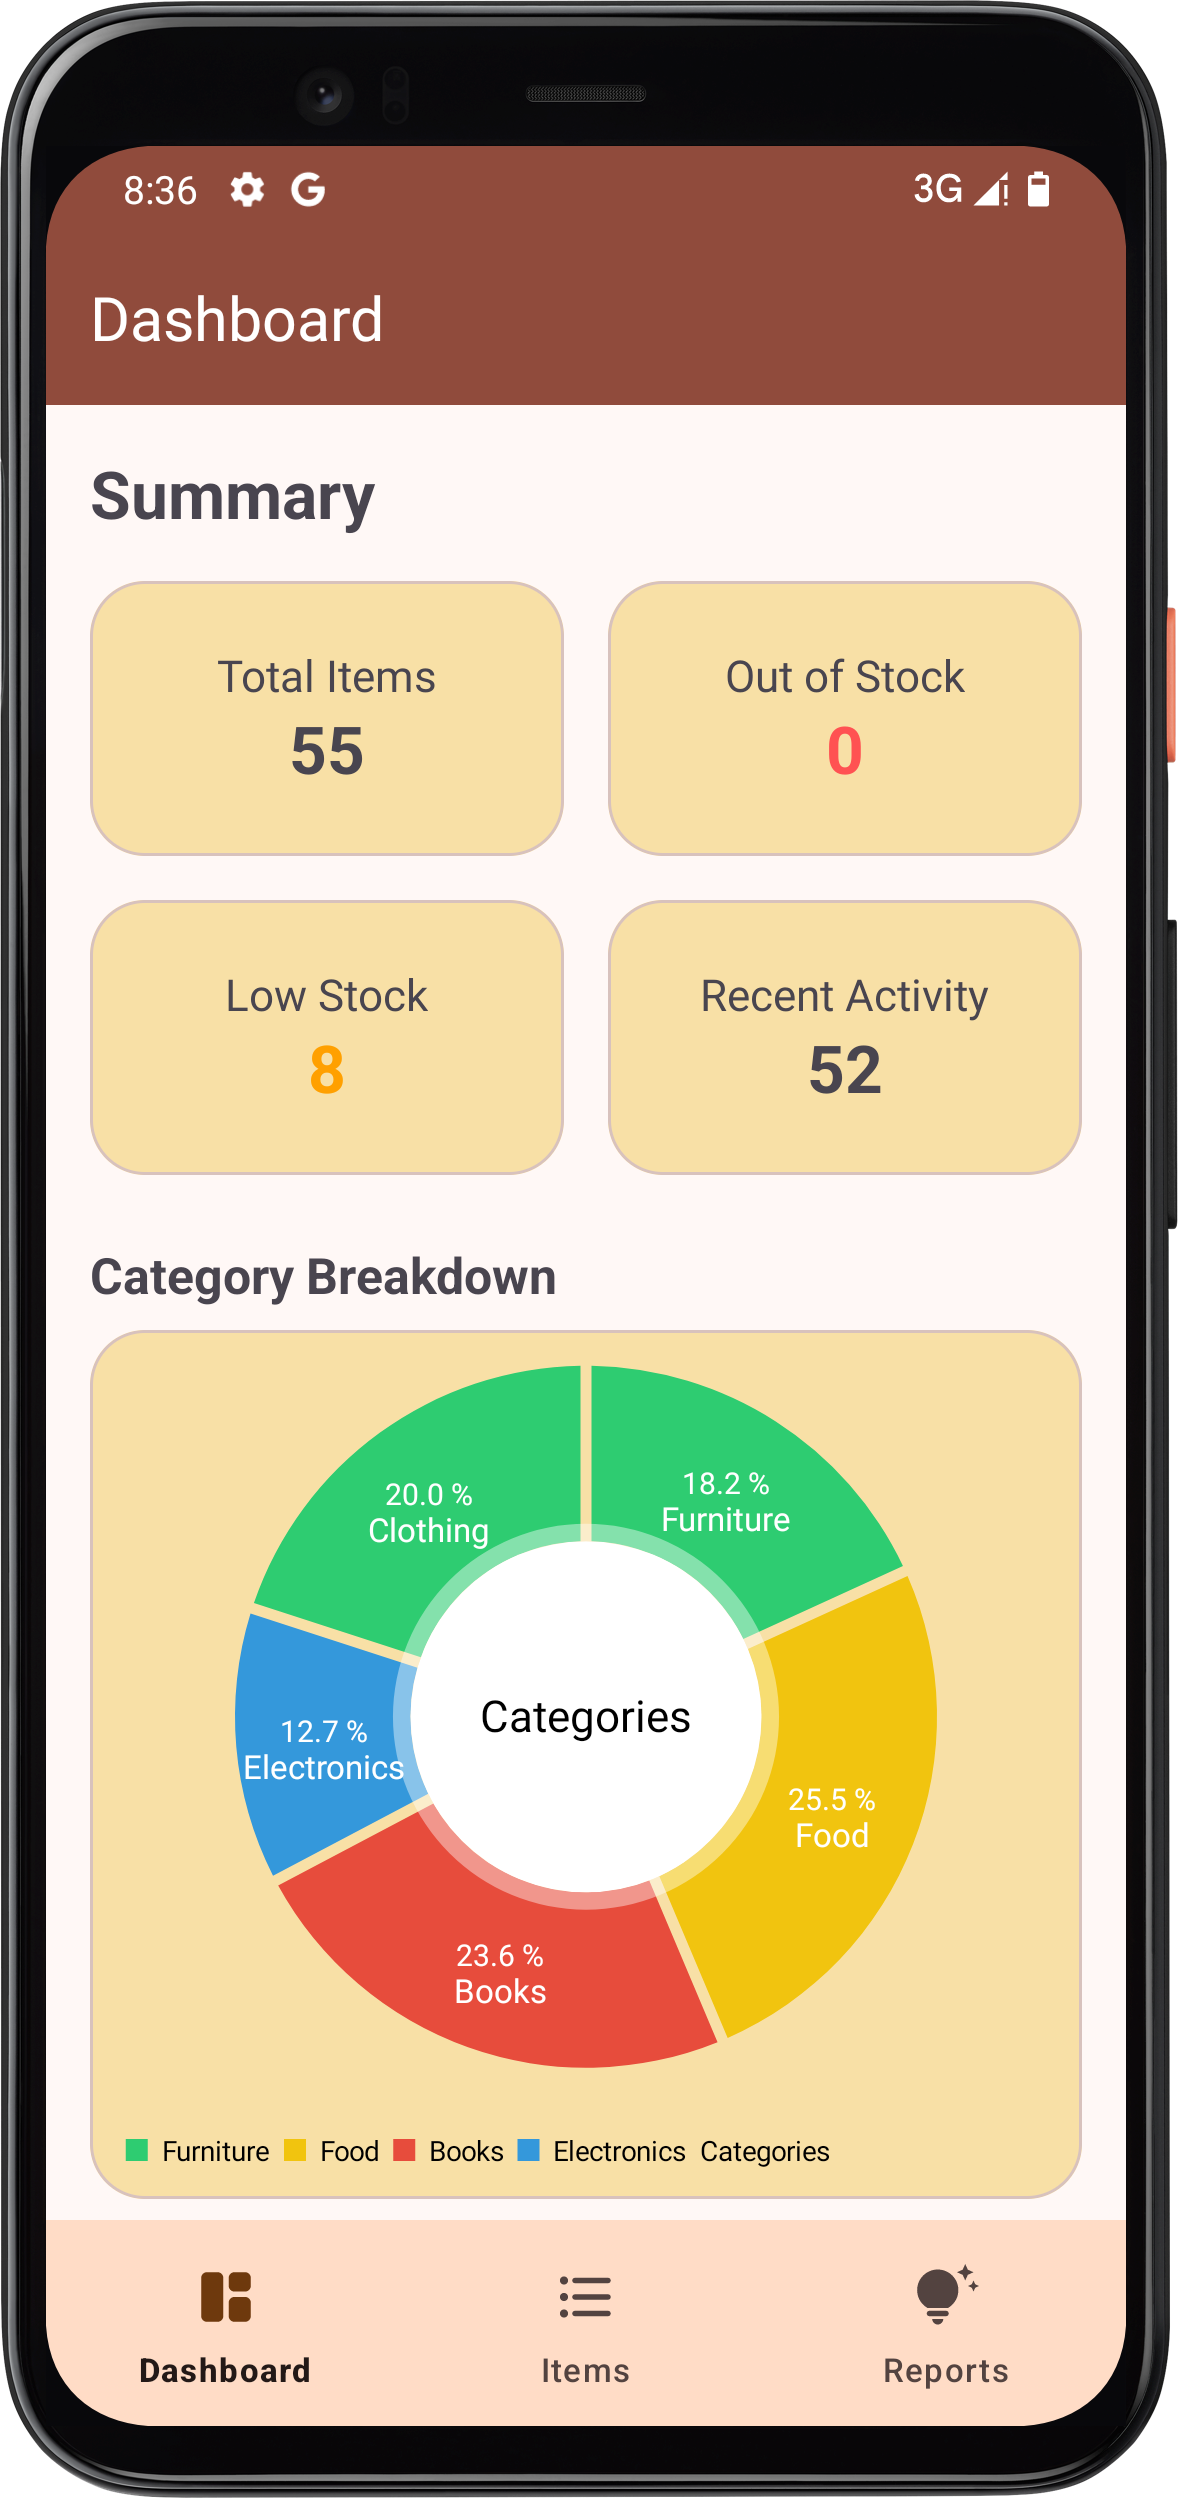 8:36 3G
Dashboard
Summary
Total Items
55
Out of Stock
0
Low Stock
8
Recent Activity
52
Category Breakdown
20.0 %
Clothing
18.2 %
Furniture
12.7 %
Electronics
Categories
25.5 %
Food
23.6 %
Books
Furniture Food Books Electronics Categories
Dashboard Items Reports